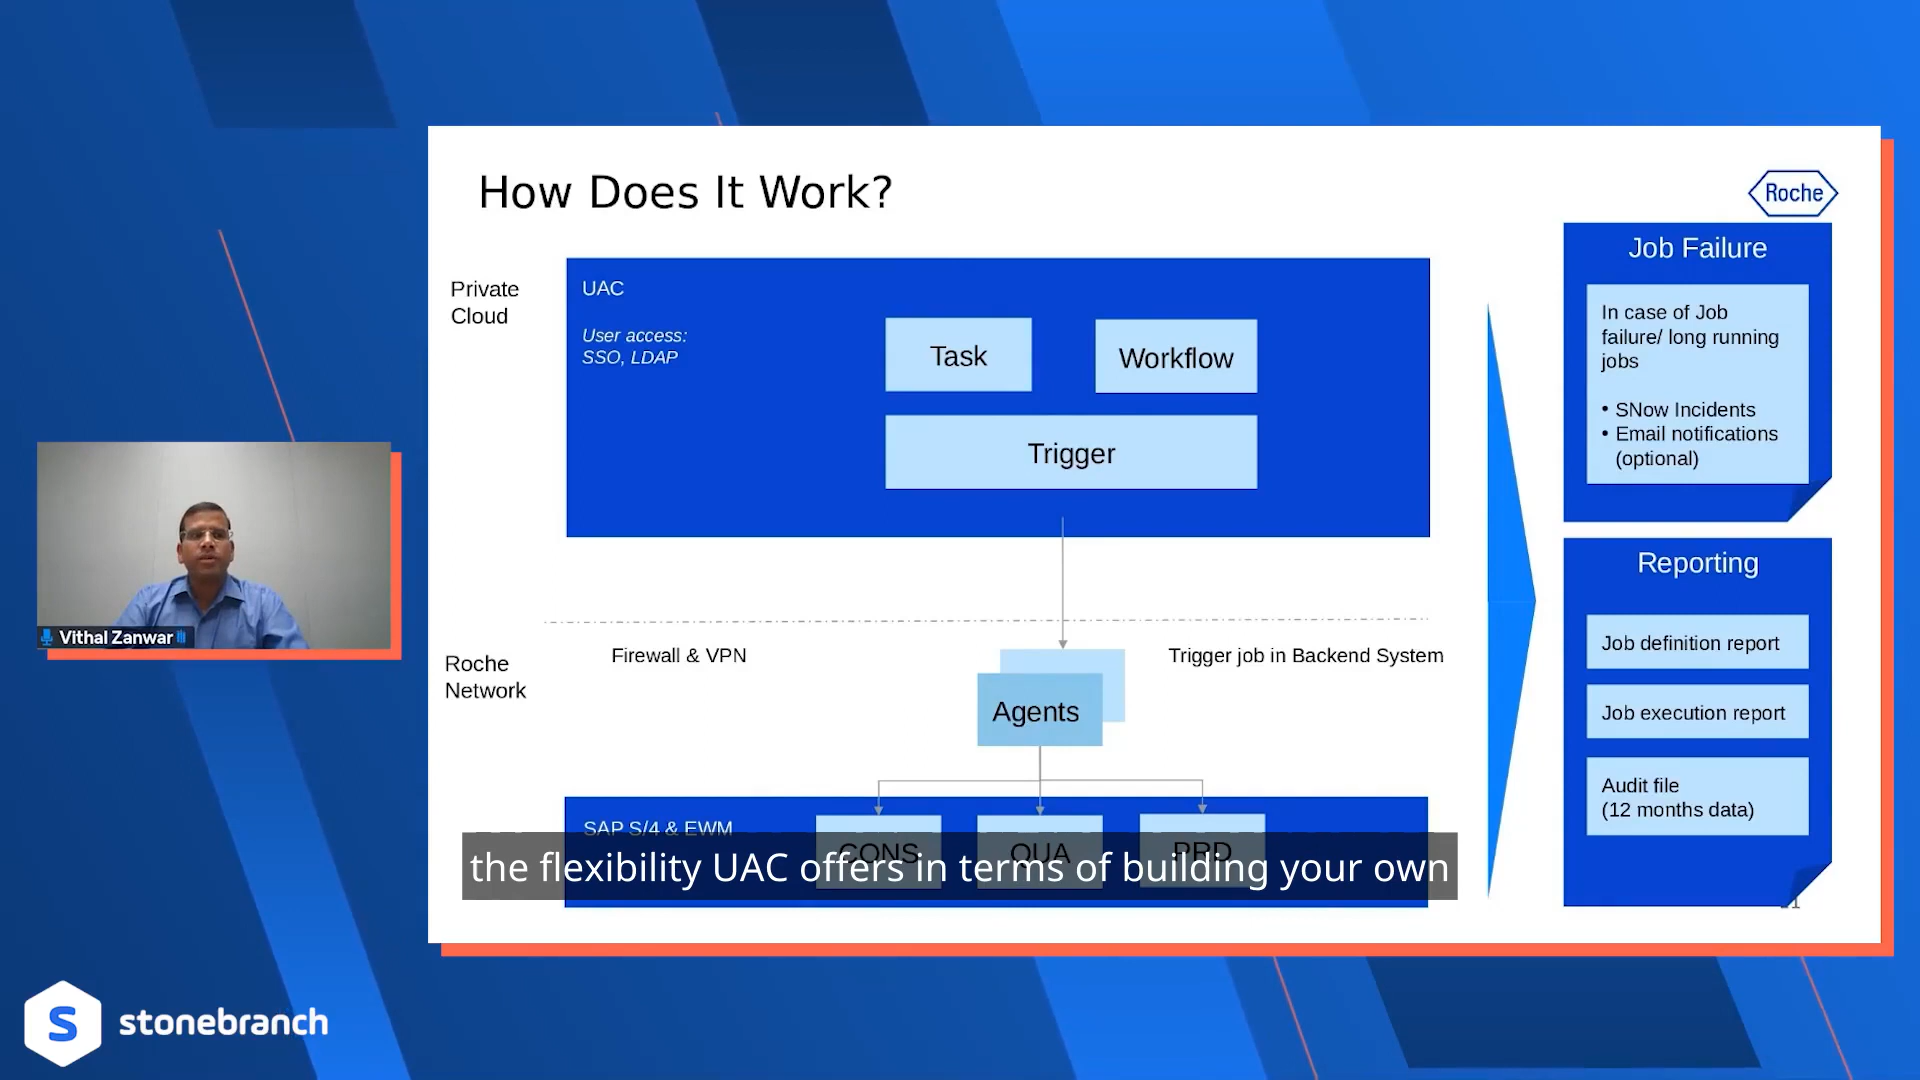 How Does It Work?
Roche
Private
Cloud
UAC
User access:
SSO, LDAP
Task
Workflow
Trigger
Job Failure
In case of Job
failure/ long running
jobs
• SNow Incidents
• Email notifications
(optional)
Reporting
Job definition report
Job execution report
Audit file
(12 months data)
Roche
Network
Firewall & VPN
Trigger job in Backend System
Agents
SAP S/4 & EWM
CONS
QUA
PRD
the flexibility UAC offers in terms of building your own
Vithal Zanwar
S stonebranch